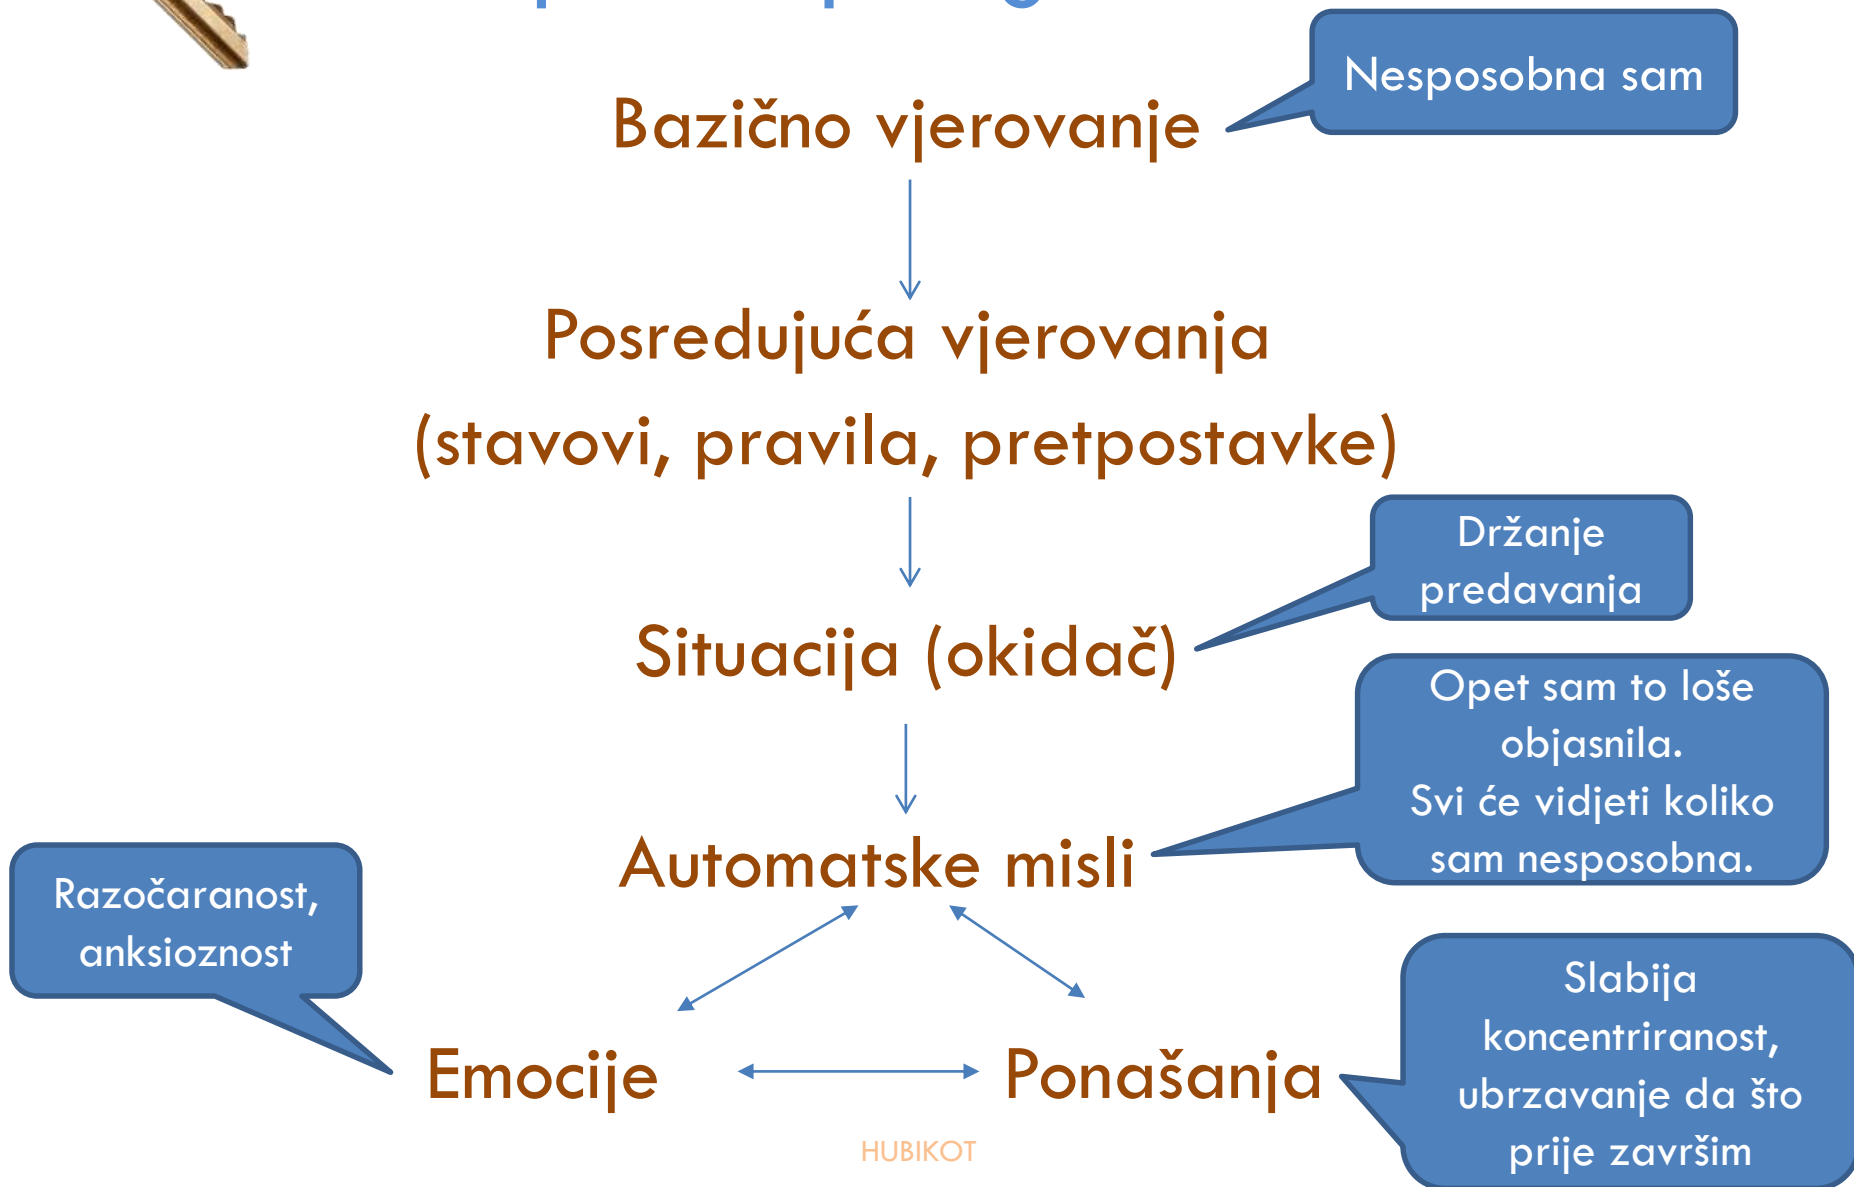 Nesposobna sam
Bazično vjerovanje
Posredujuća vjerovanja
(stavovi, pravila, pretpostavke)
Držanje
predavanja
Situacija (okidač)
Opet sam to loše
objasnila.
Svi će vidjeti koliko
sam nesposobna.
Automatske misli
Razočaranost,
anksioznost
Emocije
Ponašanja
Slabija
koncentriranost,
ubrzavanje da što
prije završim
HUBIKOT